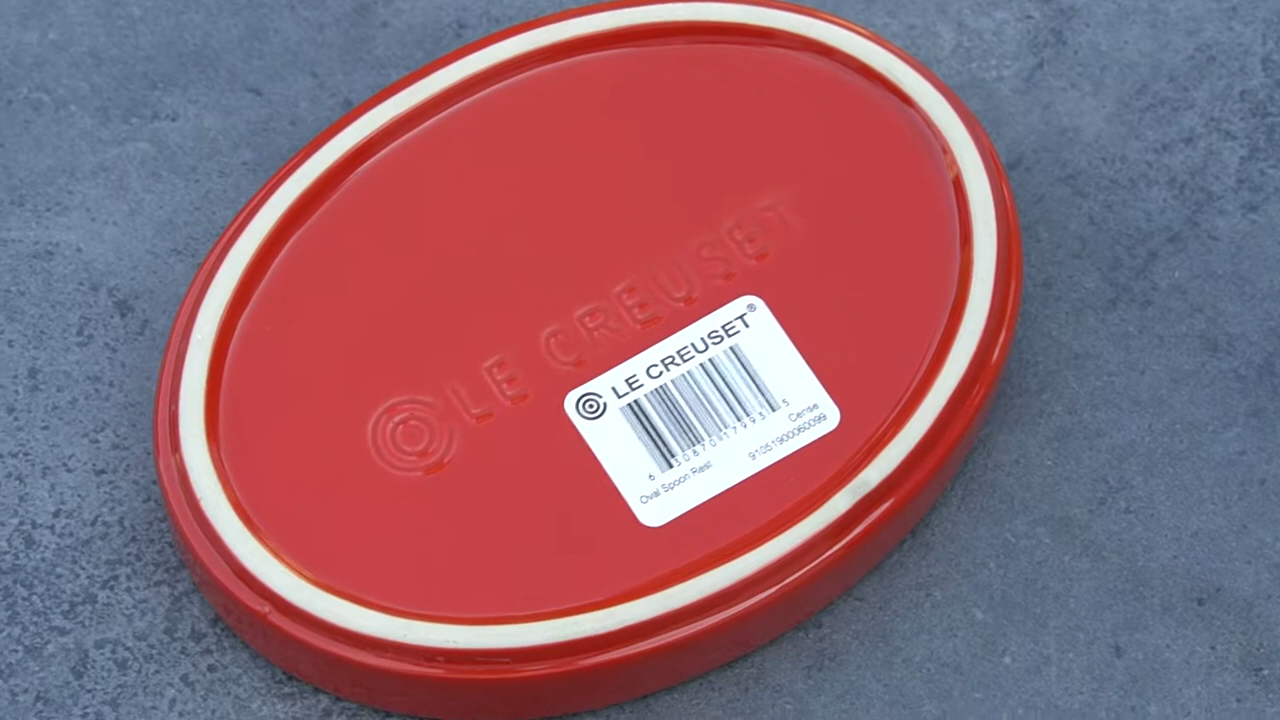 LE CREUSET
LE CREUSET®
6 30870 17993 5
Oval Spoon Rest
Cerise
91051900060099